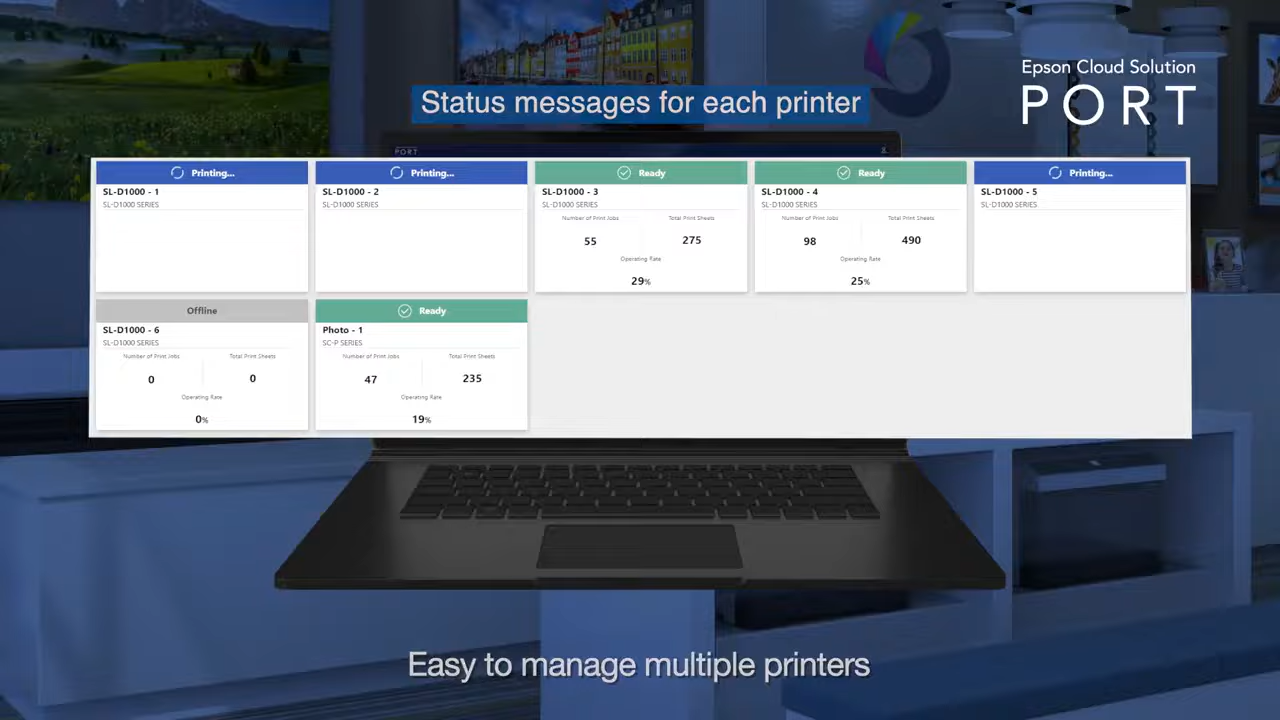 Epson Cloud Solution
PORT
Status messages for each printer
PORT
Printing...
SL-D1000 - 1
SL-D1000 SERIES
Printing...
SL-D1000 - 2
SL-D1000 SERIES
Ready
SL-D1000 - 3
SL-D1000 SERIES
Number of Print Jobs
Total Print Sheets
55
275
Operating Rate
29%
Ready
SL-D1000 - 4
SL-D1000 SERIES
Number of Print Jobs
Total Print Sheets
98
490
Operating Rate
25%
Printing...
SL-D1000 - 5
SL-D1000 SERIES
Offline
SL-D1000 - 6
SL-D1000 SERIES
Number of Print Jobs
Total Print Sheets
0
0
Operating Rate
0%
Ready
Photo - 1
SC-P SERIES
Number of Print Jobs
Total Print Sheets
47
235
Operating Rate
19%
Easy to manage multiple printers